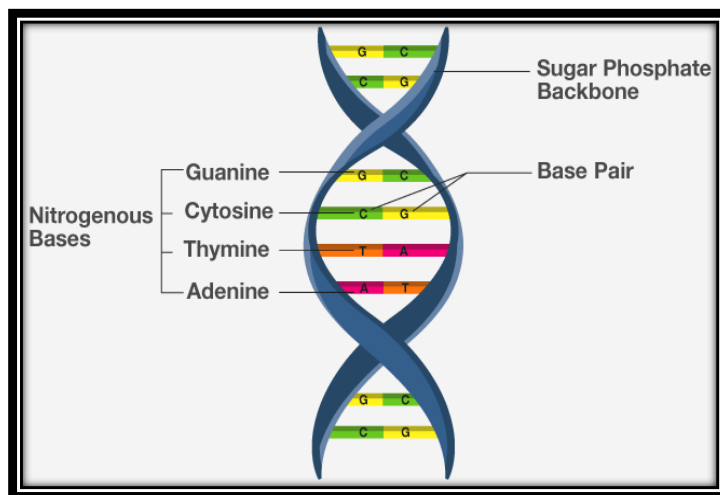 G C
C G
Sugar Phosphate
Backbone
Guanine
G C
Base Pair
Nitrogenous
Bases
Cytosine
C G
Thymine
T A
Adenine
A T
G C
C G